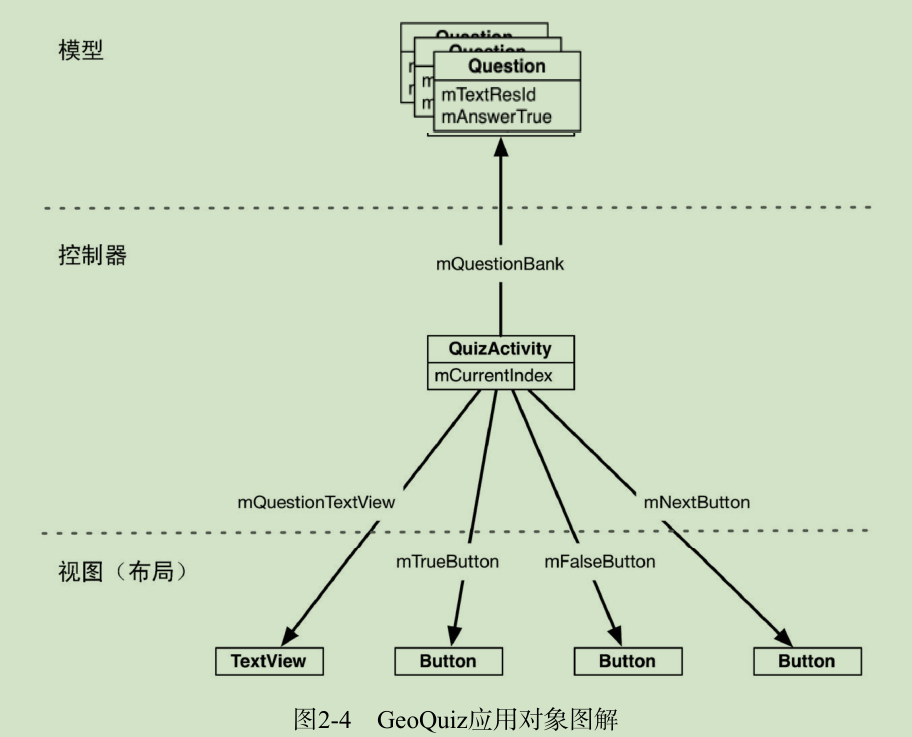 模型
Question
Question
Question
mTextResId
mAnswerTrue
控制器
mQuestionBank
QuizActivity
mCurrentIndex
mQuestionTextView
mNextButton
视图（布局）
mTrueButton
mFalseButton
TextView
Button
Button
Button
图2-4 GeoQuiz应用对象图解